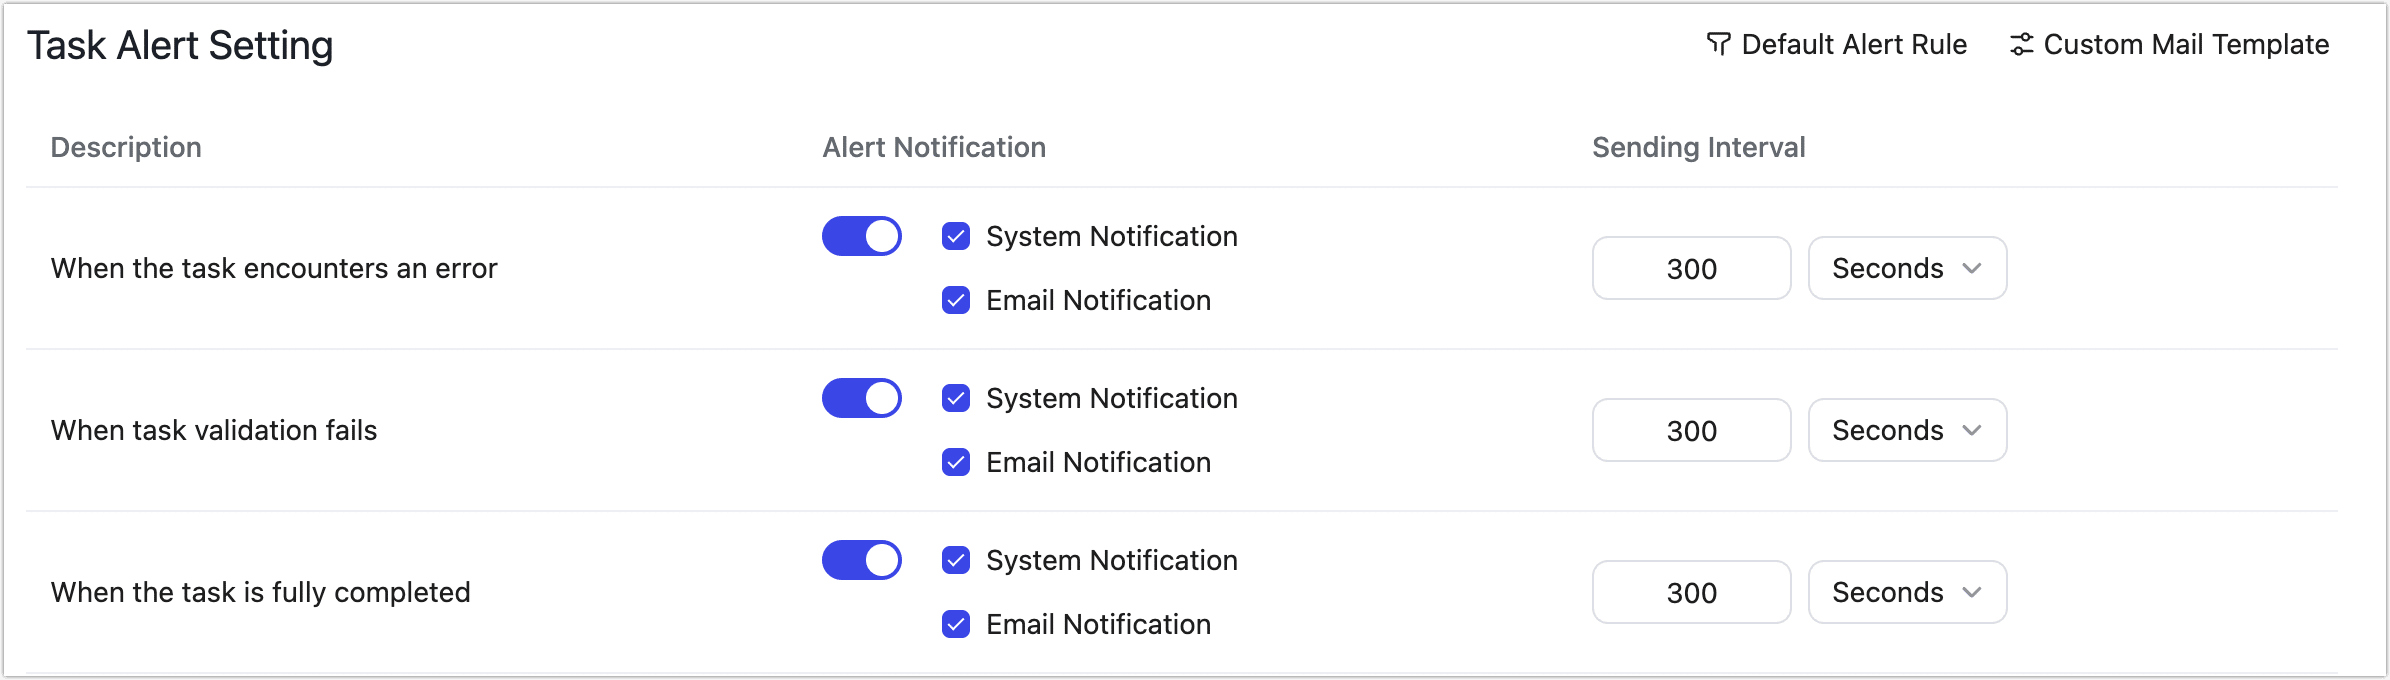 Task Alert Setting
Default Alert Rule
Custom Mail Template
Description
Alert Notification
Sending Interval
When the task encounters an error
System Notification
Email Notification
300
Seconds
When task validation fails
System Notification
Email Notification
300
Seconds
When the task is fully completed
System Notification
Email Notification
300
Seconds